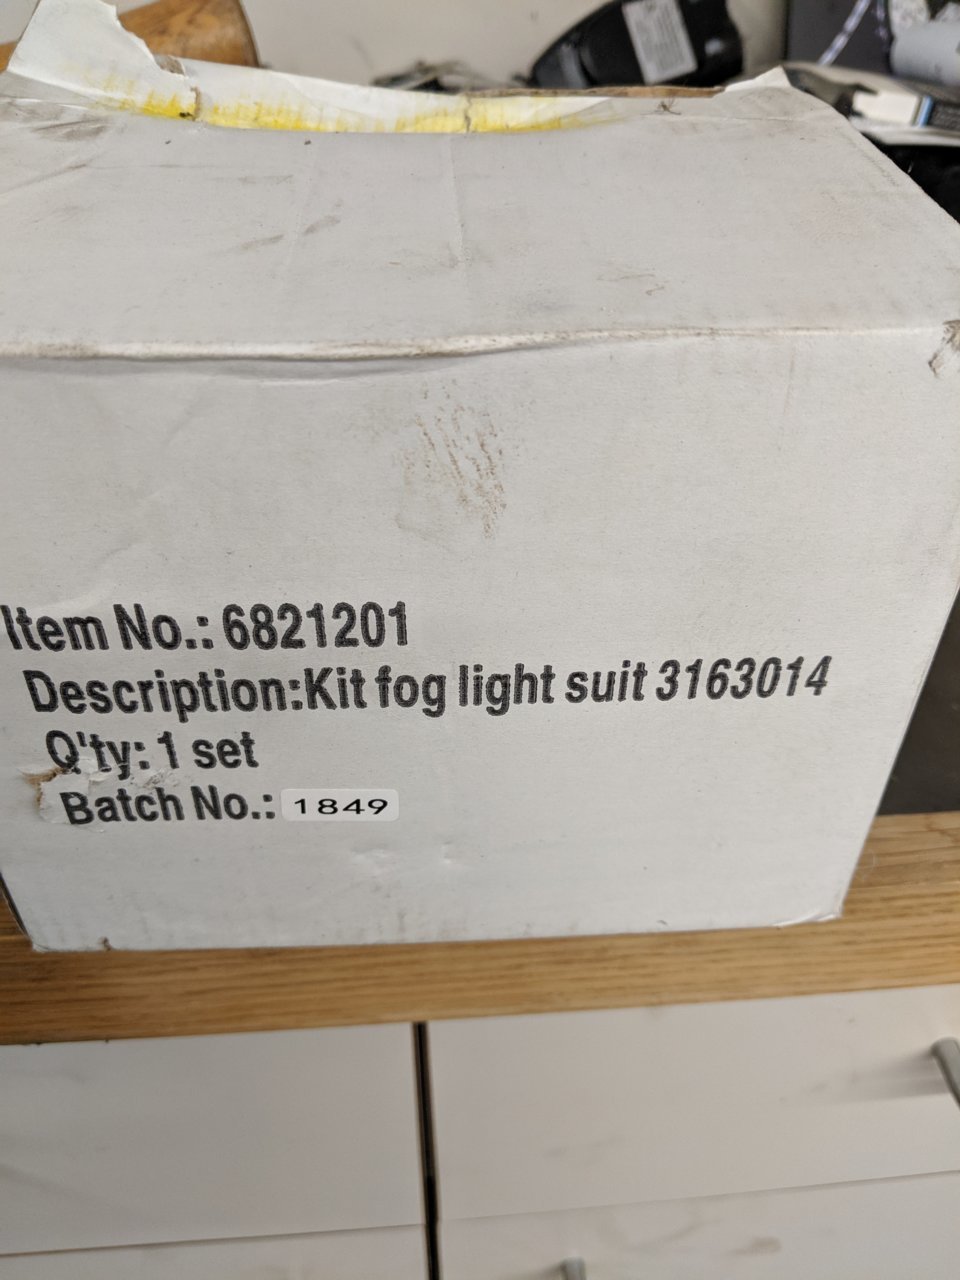 Item No.: 6821201
Description:Kit fog light suit 3163014
Q'ty: 1 set
Batch No.: 1849